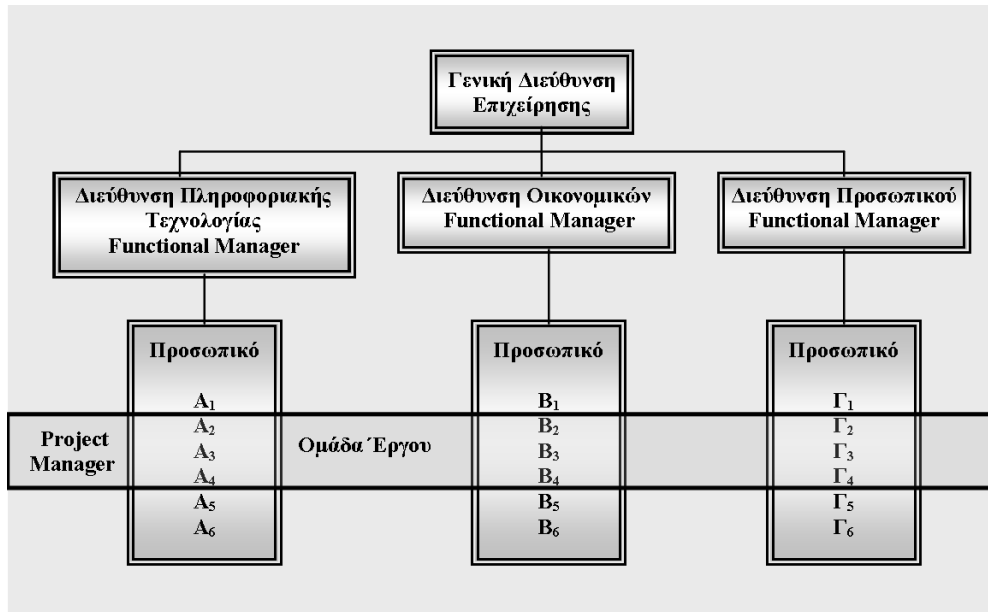 Γενική Διεύθυνση
Επιχείρησης
Διεύθυνση Πληροφοριακής
Τεχνολογίας
Functional Manager
Διεύθυνση Οικονομικών
Functional Manager
Διεύθυνση Προσωπικού
Functional Manager
Προσωπικό
A₁
A₂
A₃
A₄
A₅
A₆
Προσωπικό
B₁
B₂
B₃
B₄
B₅
B₆
Προσωπικό
Γ₁
Γ₂
Γ₃
Γ₄
Γ₅
Γ₆
Project
Manager
Ομάδα Έργου